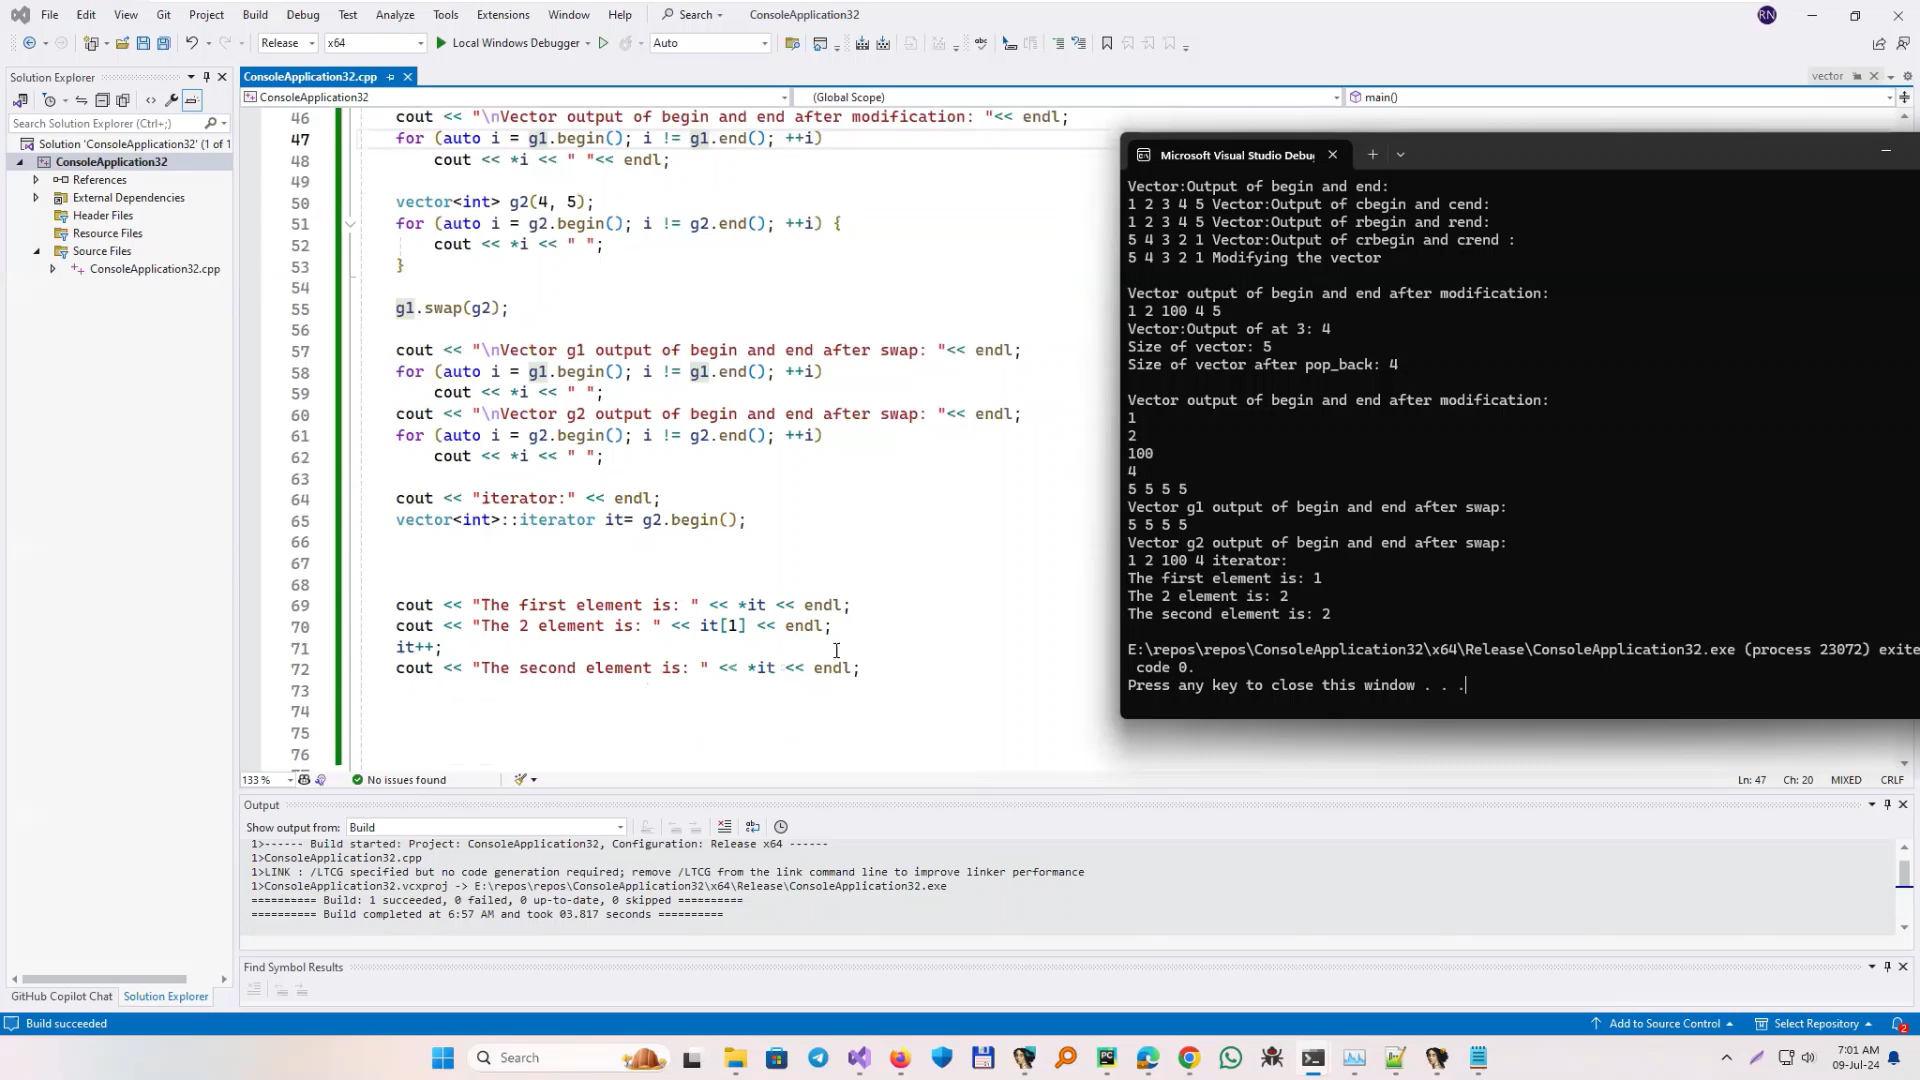 File Edit View Git Project Build Debug Test Analyze Tools Extensions Window Help Search ConsoleApplication32 RN
Release x64 Local Windows Debugger Auto
Solution Explorer
ConsoleApplication32.cpp
vector
ConsoleApplication32 (Global Scope) main()
Search Solution Explorer (Ctrl+;)
Solution 'ConsoleApplication32' (1 of 1
ConsoleApplication32
References
External Dependencies
Header Files
Resource Files
Source Files
ConsoleApplication32.cpp
46 cout << "\nVector output of begin and end after modification: "<< endl;
47 for (auto i = g1.begin(); i != g1.end(); ++i)
48 cout << *i << " "<< endl;
49
50 vector<int> g2(4, 5);
51 for (auto i = g2.begin(); i != g2.end(); ++i) {
52 cout << *i << " ";
53 }
54
55 g1.swap(g2);
56
57 cout << "\nVector g1 output of begin and end after swap: "<< endl;
58 for (auto i = g1.begin(); i != g1.end(); ++i)
59 cout << *i << " ";
60 cout << "\nVector g2 output of begin and end after swap: "<< endl;
61 for (auto i = g2.begin(); i != g2.end(); ++i)
62 cout << *i << " ";
63
64 cout << "iterator:" << endl;
65 vector<int>::iterator it= g2.begin();
66
67
68
69 cout << "The first element is: " << *it << endl;
70 cout << "The 2 element is: " << it[1] << endl;
71 it++;
72 cout << "The second element is: " << *it << endl;
73
74
75
76
Microsoft Visual Studio Debu
Vector:Output of begin and end:
1 2 3 4 5 Vector:Output of cbegin and cend:
1 2 3 4 5 Vector:Output of rbegin and rend:
5 4 3 2 1 Vector:Output of crbegin and crend :
5 4 3 2 1 Modifying the vector
Vector output of begin and end after modification:
1 2 100 4 5
Vector:Output of at 3: 4
Size of vector: 5
Size of vector after pop_back: 4
Vector output of begin and end after modification:
1
2
100
4
5 5 5 5
Vector g1 output of begin and end after swap:
5 5 5 5
Vector g2 output of begin and end after swap:
1 2 100 4 iterator:
The first element is: 1
The 2 element is: 2
The second element is: 2
E:\repos\repos\ConsoleApplication32\x64\Release\ConsoleApplication32.exe (process 23072) exite
code 0.
Press any key to close this window . . .
133 % No issues found Ln: 47 Ch: 20 MIXED CRLF
Output
Show output from: Build
1>------ Build started: Project: ConsoleApplication32, Configuration: Release x64 ------
1>ConsoleApplication32.cpp
1>LINK : /LTCG specified but no code generation required; remove /LTCG from the link command line to improve linker performance
1>ConsoleApplication32.vcxproj -> E:\repos\repos\ConsoleApplication32\x64\Release\ConsoleApplication32.exe
========== Build: 1 succeeded, 0 failed, 0 up-to-date, 0 skipped ==========
========== Build completed at 6:57 AM and took 03.817 seconds ==========
Find Symbol Results
GitHub Copilot Chat Solution Explorer
Build succeeded Add to Source Control Select Repository 2
Search
7:01 AM
09-Jul-24